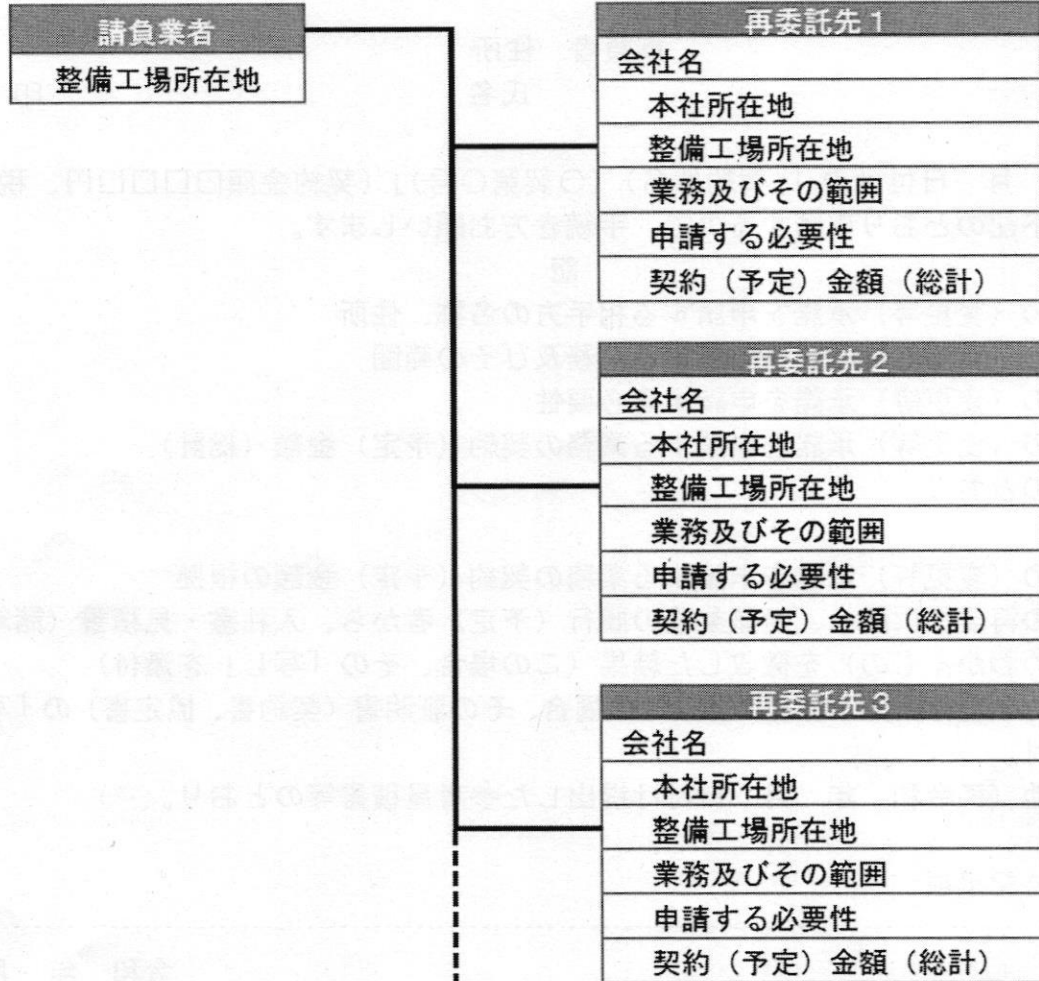 請負業者
整備工場所在地
再委託先1
会社名
本社所在地
整備工場所在地
業務及びその範囲
申請する必要性
契約(予定)金額(総計)
再委託先2
会社名
本社所在地
整備工場所在地
業務及びその範囲
申請する必要性
契約(予定)金額(総計)
再委託先3
会社名
本社所在地
整備工場所在地
業務及びその範囲
申請する必要性
契約(予定)金額(総計)